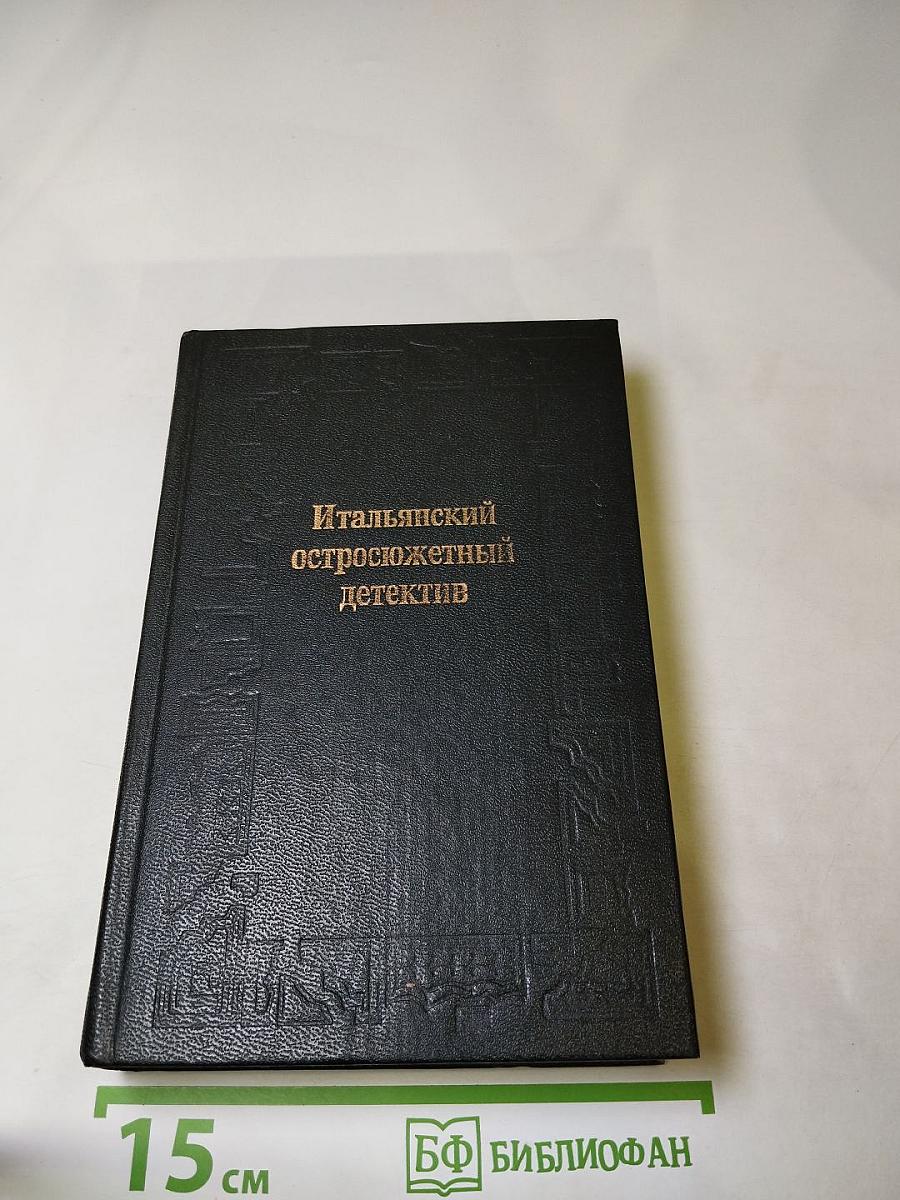 Итальянский
остросюжетный
детектив
15 см
БФ БИБЛИОФАН